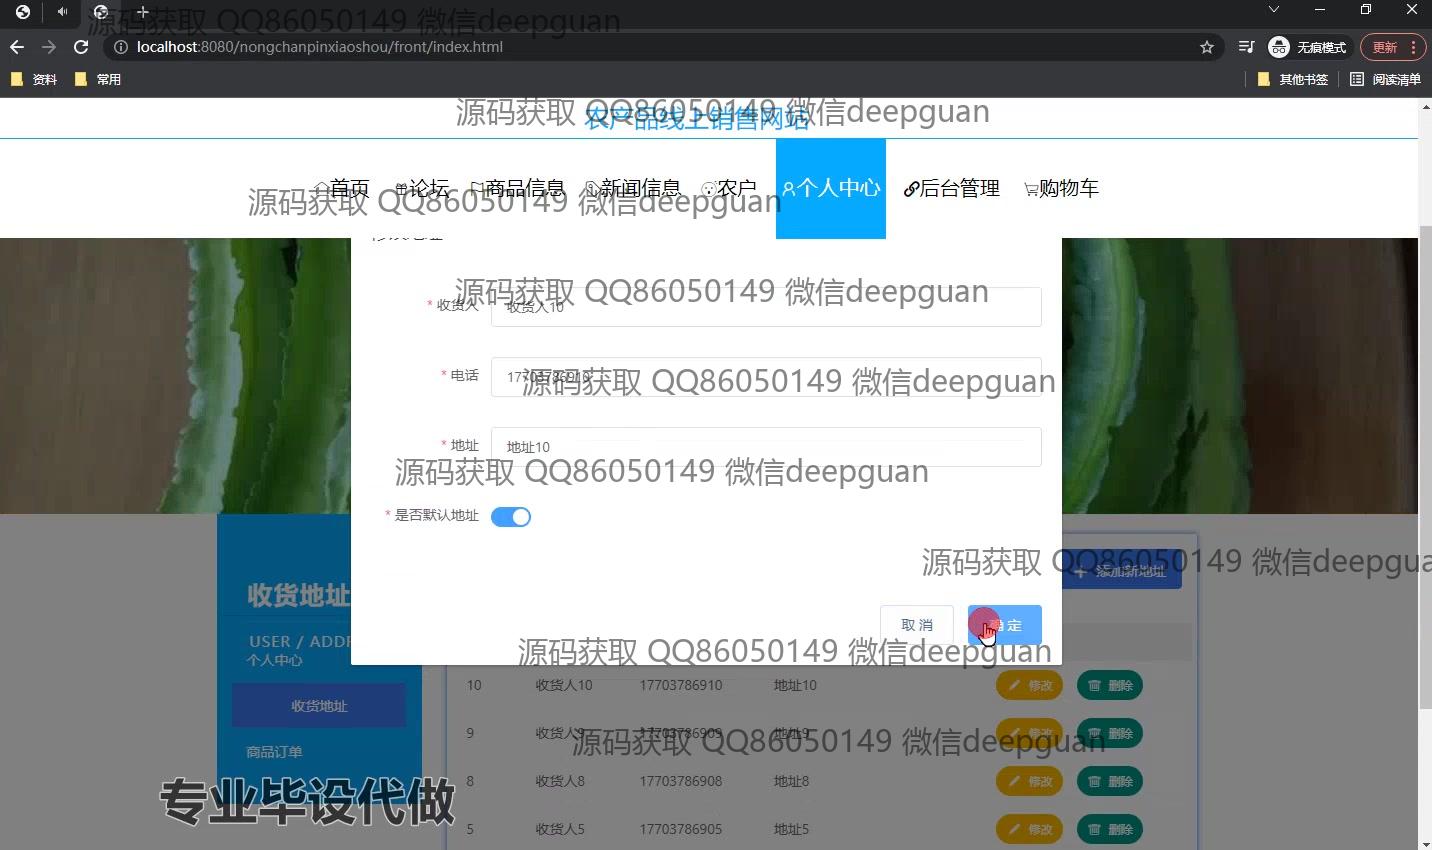 源码获取 QQ86050149 微信deepguan
localhost:8080/nongchanpinxiaoshou/front/index.html
无痕模式
更新
资料
常用
其他书签
阅读清单
源码获取 QQ86050149 微信deepguan
农产品线上销售网站
首页
论坛
商品信息
新闻信息
农户
个人中心
后台管理
购物车
源码获取 QQ86050149 微信deepguan
修改地址
源码获取 QQ86050149 微信deepguan
* 收货人
收货人10
* 电话
17703786910
源码获取 QQ86050149 微信deepguan
* 地址
地址10
源码获取 QQ86050149 微信deepguan
* 是否默认地址
源码获取 QQ86050149 微信deepgua
+ 添加新地址
收货地址
USER / ADDR
个人中心
取消
确定
源码获取 QQ86050149 微信deepguan
10 收货人10 17703786910 地址10 修改 删除
收货地址
9 收货人9 17703786909 地址9 修改 删除
源码获取 QQ86050149 微信deepguan
商品订单
8 收货人8 17703786908 地址8 修改 删除
专业毕设代做
5 收货人5 17703786905 地址5 修改 删除